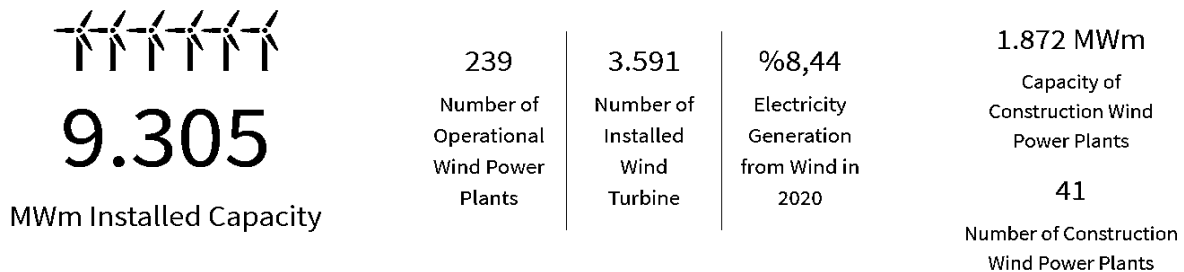 9.305
MWm Installed Capacity
239
Number of
Operational
Wind Power
Plants
3.591
Number of
Installed
Wind
Turbine
%8,44
Electricity
Generation
from Wind in
2020
1.872 MWm
Capacity of
Construction Wind
Power Plants
41
Number of Construction
Wind Power Plants